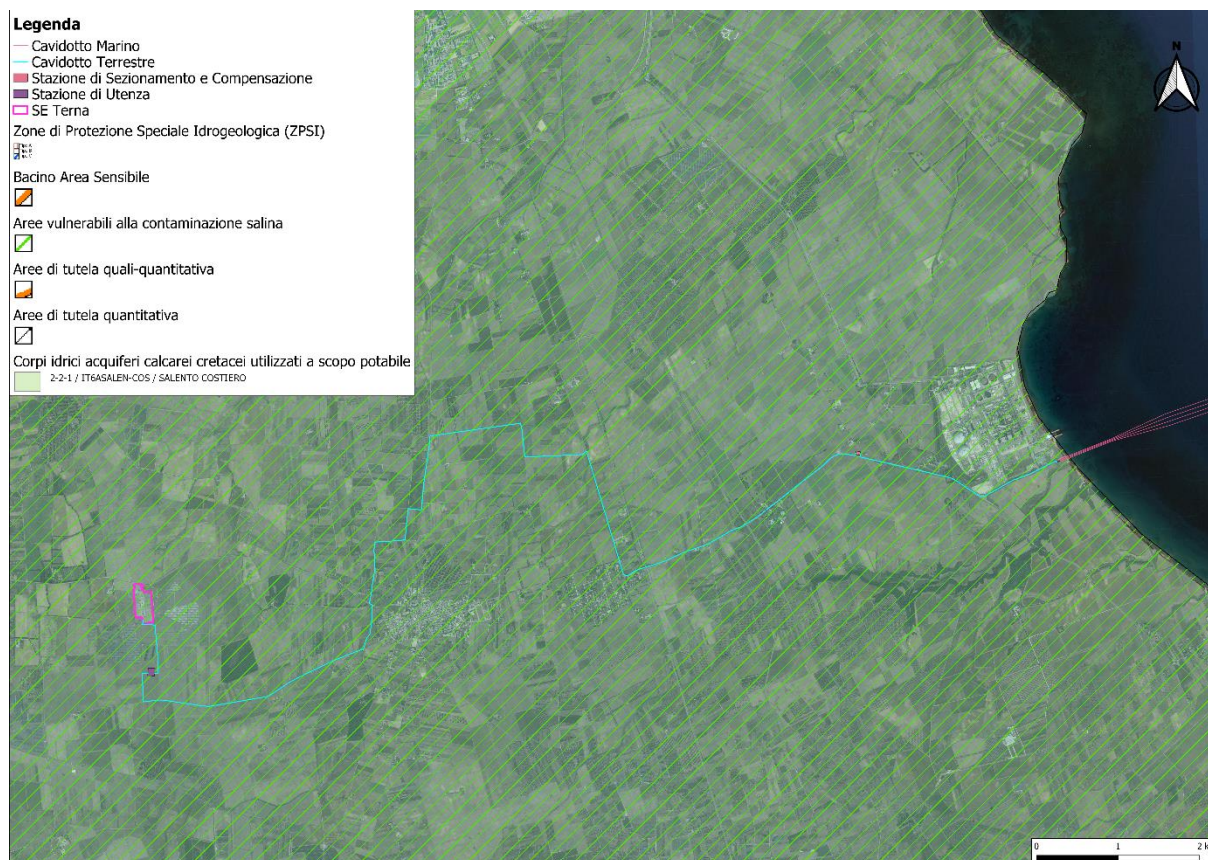 Legenda
Cavidotto Marino
Cavidotto Terrestre
Stazione di Sezionamento e Compensazione
Stazione di Utenza
SE Terna
Zone di Protezione Speciale Idrogeologica (ZPSI)
Bacino Area Sensibile
Aree vulnerabili alla contaminazione salina
Aree di tutela quali-quantitativa
Aree di tutela quantitativa
Corpi idrici acquiferi calcarei cretacei utilizzati a scopo potabile
2-2-1 / IT6ASALEN-COS / SALENTO COSTIERO
N
0 1 2 k